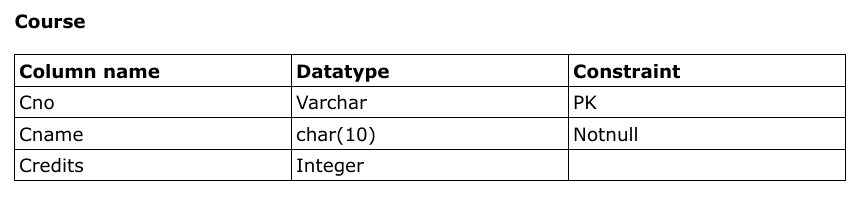 Course
Column name Datatype Constraint
Cno Varchar PK
Cname char(10) Notnull
Credits Integer